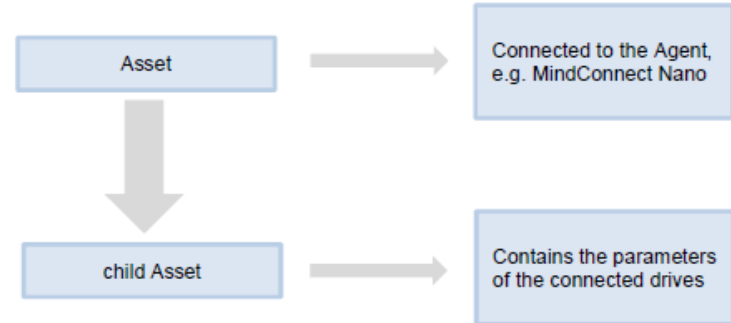 Asset
Connected to the Agent,
e.g. MindConnect Nano
child Asset
Contains the parameters
of the connected drives